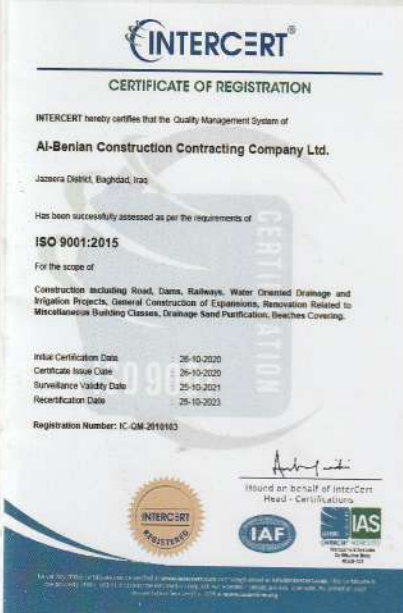 INTERCERT®
CERTIFICATE OF REGISTRATION
INTERCERT hereby certifies that the Quality Management System of
Al-Benian Construction Contracting Company Ltd.
Jazeera District, Baghdad, Iraq
Has been successfully assessed as per the requirements of
ISO 9001:2015
For the scope of
Construction including Road, Dams, Railways, Water Oriented Drainage and
Irrigation Projects, General Construction of Expansions, Renovation Related to
Miscellaneous Building Classes, Drainage Sand Purification, Beaches Covering.
Initial Certification Date : 26-10-2020
Certificate Issue Date : 26-10-2020
Surveillance Validity Date : 25-10-2021
Recertification Date : 25-10-2023
Registration Number: IC-QM-2010103
CERTIFICATION
Issued on behalf of InterCert
Head - Certifications
INTERCERT
REGISTERED
IAF
IAS